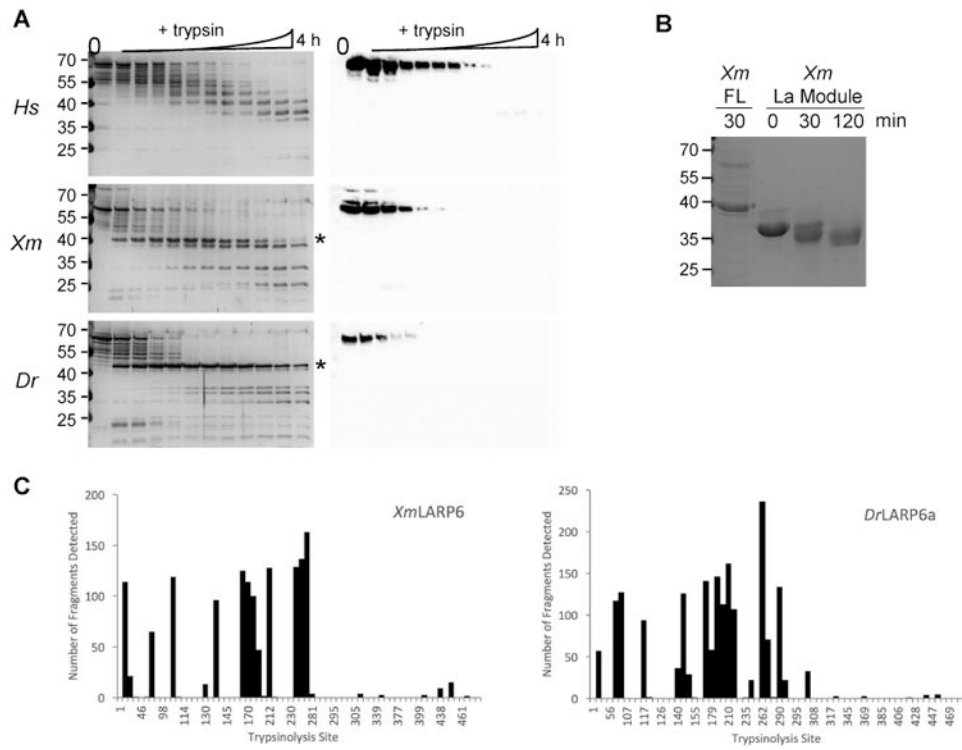 A
+ trypsin
0
4 h
70
55
40
35
25
Hs
+ trypsin
0
4 h
70
55
40
35
25
Xm
*
70
55
40
35
25
Dr
*
B
Xm Xm
FL La Module
30 0 30 120 min
70
55
40
35
25
C
XmLARP6
Number of Fragments Detected
200
150
100
50
0
1 46 98 114 130 145 170 212 230 281 305 339 377 399 438 461
Trypsinolysis Site
DrLARP6a
Number of Fragments Detected
250
200
150
100
50
0
1 56 107 117 126 140 155 179 210 235 262 290 295 308 317 345 369 385 406 428 447 469
Trypsinolysis Site